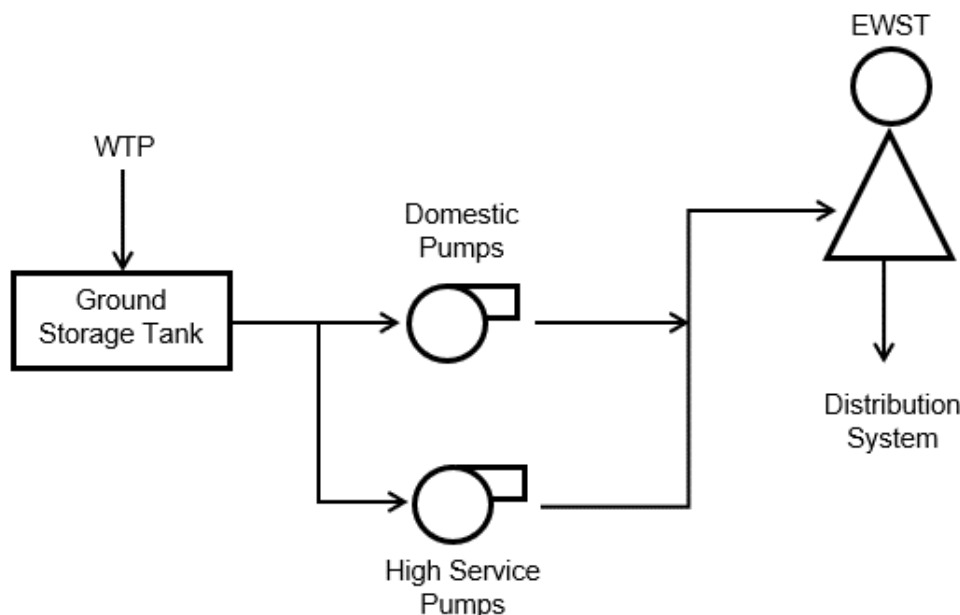 EWST
WTP
Domestic
Pumps
Ground
Storage Tank
Distribution
System
High Service
Pumps